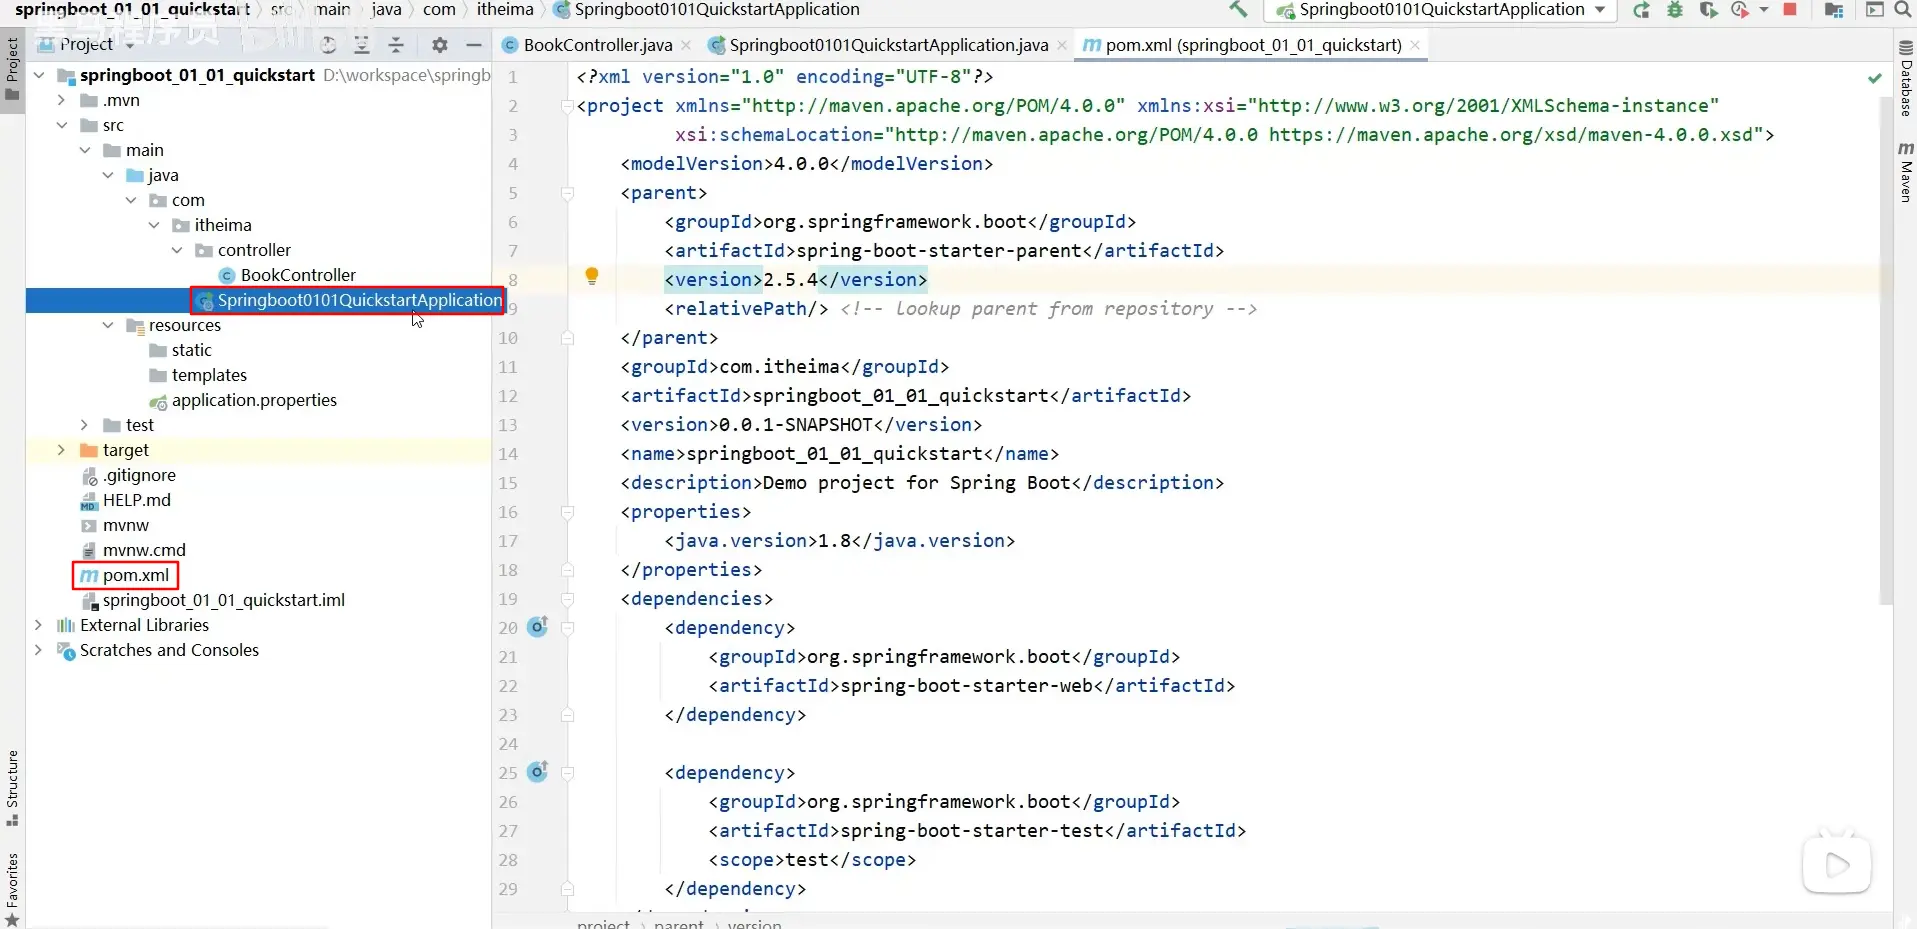 springboot_01_01_quickstart src main java com itheima Springboot0101QuickstartApplication
Springboot0101QuickstartApplication
黑马程序员
Project
BookController.java
Springboot0101QuickstartApplication.java
pom.xml (springboot_01_01_quickstart)
Project
springboot_01_01_quickstart D:\workspace\springb
.mvn
src
main
java
com
itheima
controller
BookController
Springboot0101QuickstartApplication
resources
static
templates
application.properties
test
target
.gitignore
HELP.md
mvnw
mvnw.cmd
pom.xml
springboot_01_01_quickstart.iml
External Libraries
Scratches and Consoles
Structure
Favorites
1 <?xml version="1.0" encoding="UTF-8"?>
2 <project xmlns="http://maven.apache.org/POM/4.0.0" xmlns:xsi="http://www.w3.org/2001/XMLSchema-instance"
3 xsi:schemaLocation="http://maven.apache.org/POM/4.0.0 https://maven.apache.org/xsd/maven-4.0.0.xsd">
4 <modelVersion>4.0.0</modelVersion>
5 <parent>
6 <groupId>org.springframework.boot</groupId>
7 <artifactId>spring-boot-starter-parent</artifactId>
8 <version>2.5.4</version>
9 <relativePath/> <!-- lookup parent from repository -->
10 </parent>
11 <groupId>com.itheima</groupId>
12 <artifactId>springboot_01_01_quickstart</artifactId>
13 <version>0.0.1-SNAPSHOT</version>
14 <name>springboot_01_01_quickstart</name>
15 <description>Demo project for Spring Boot</description>
16 <properties>
17 <java.version>1.8</java.version>
18 </properties>
19 <dependencies>
20 <dependency>
21 <groupId>org.springframework.boot</groupId>
22 <artifactId>spring-boot-starter-web</artifactId>
23 </dependency>
24
25 <dependency>
26 <groupId>org.springframework.boot</groupId>
27 <artifactId>spring-boot-starter-test</artifactId>
28 <scope>test</scope>
29 </dependency>
project parent version
Database
Maven